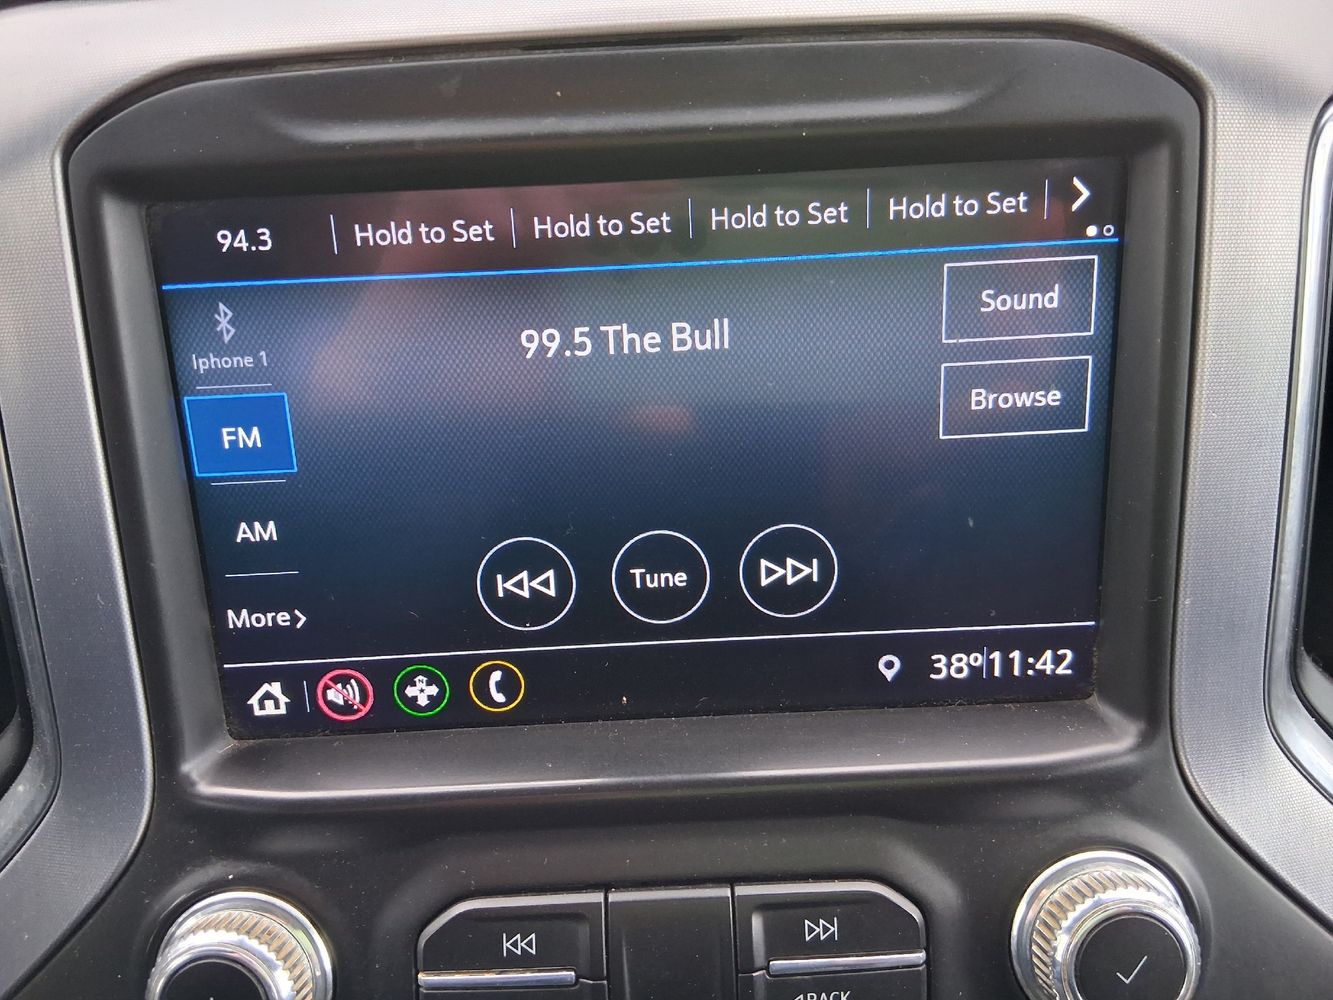 94.3 Hold to Set Hold to Set Hold to Set Hold to Set
Sound
Iphone 1
99.5 The Bull
Browse
FM
AM
Tune
More
N
38° 11:42
BACK